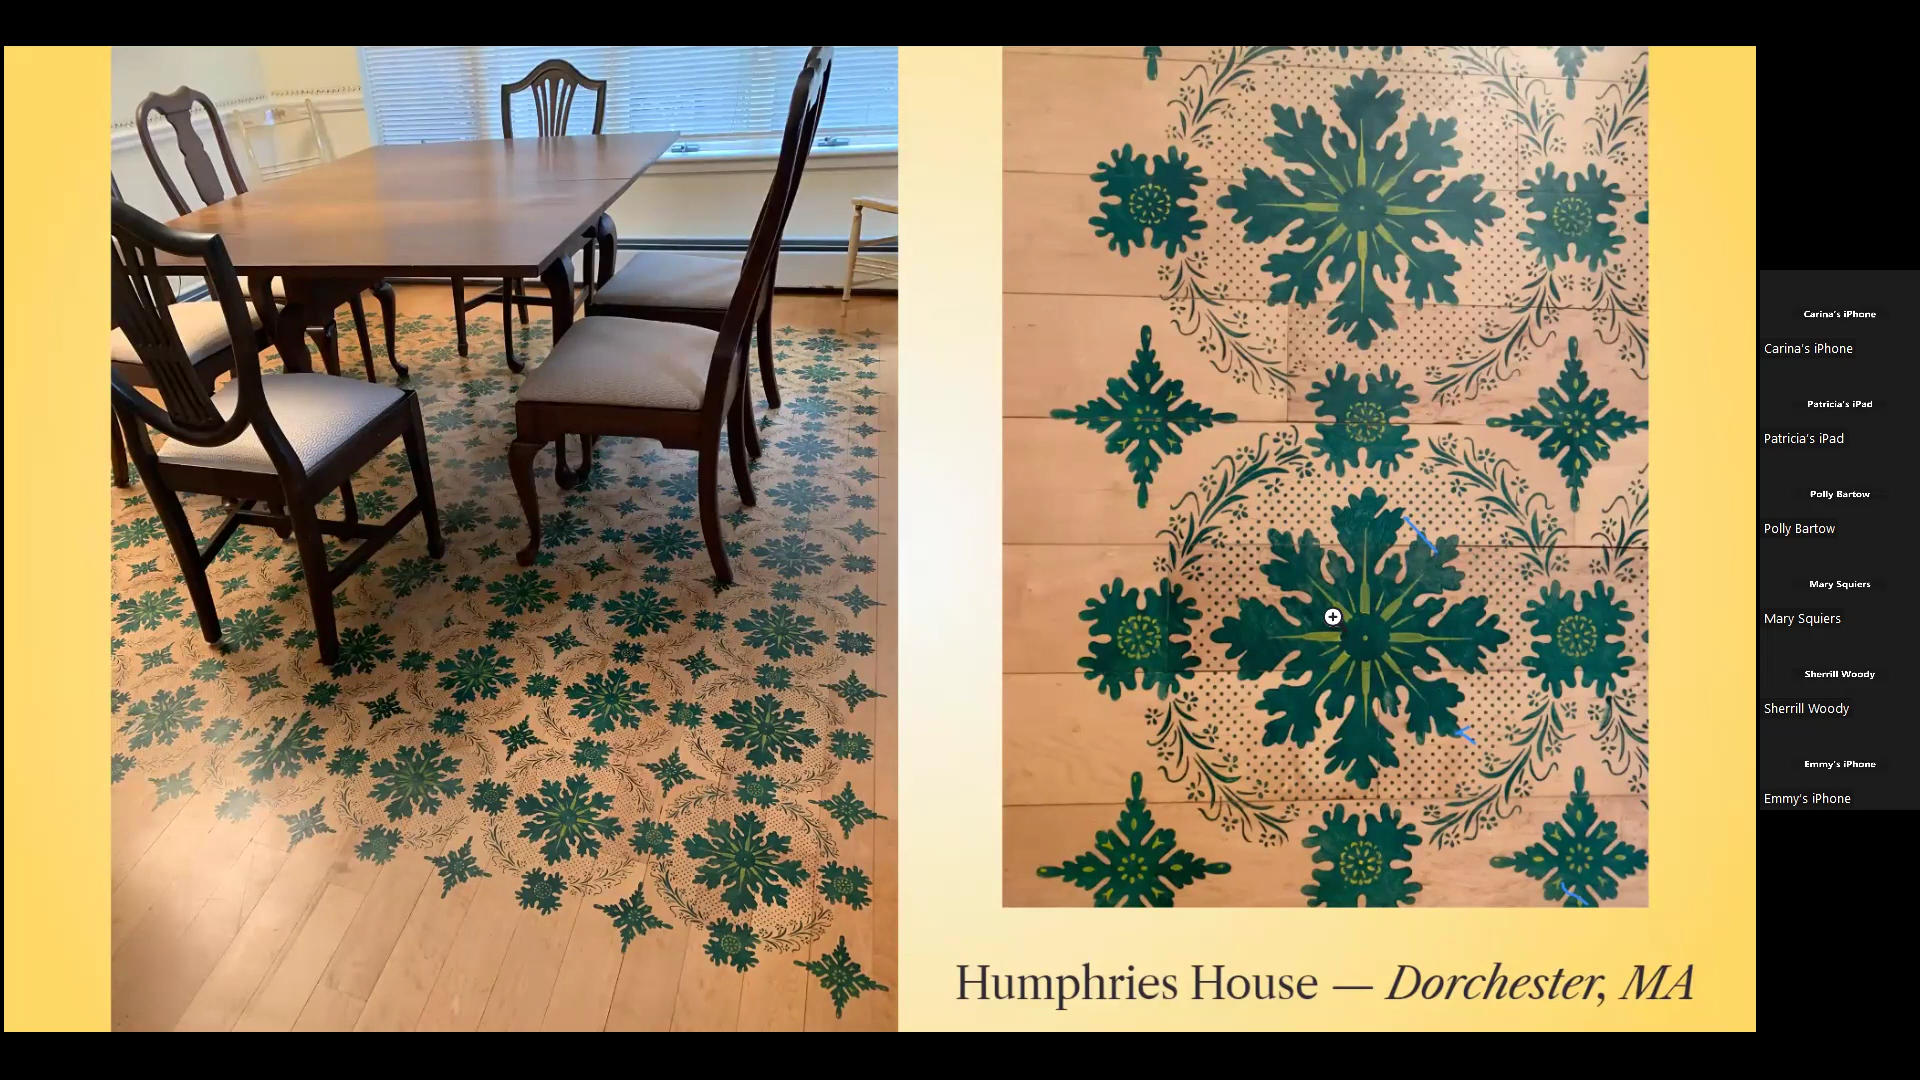 Humphries House — Dorchester, MA
Carina's iPhone
Carina's iPhone
Patricia's iPad
Patricia's iPad
Polly Bartow
Polly Bartow
Mary Squiers
Mary Squiers
Sherrill Woody
Sherrill Woody
Emmy's iPhone
Emmy's iPhone